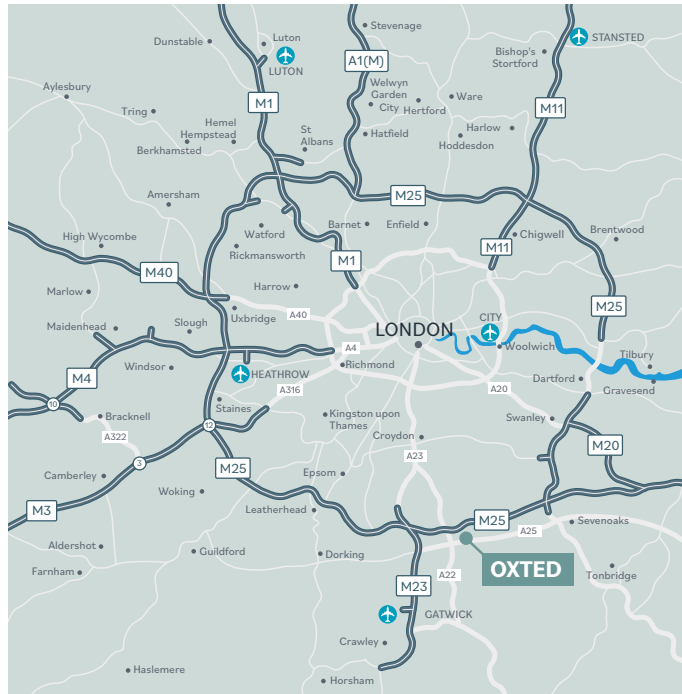 Stevenage
Luton
Dunstable
LUTON
STANSTED
Bishop's
Stortford
A1(M)
Aylesbury
Welwyn
Garden
City
Hertford
Ware
M1
M11
Tring
Hemel
Hempstead
Berkhamsted
St
Albans
Hatfield
Harlow
Hoddesdon
Amersham
M25
Barnet
Enfield
Watford
Rickmansworth
High Wycombe
Chigwell
Brentwood
M11
M1
M40
Marlow
Harrow
Uxbridge
A40
M25
CITY
LONDON
Maidenhead
Slough
A4
Woolwich
Tilbury
Windsor
HEATHROW
Richmond
Dartford
Gravesend
M4
A316
A20
10
Bracknell
Staines
Kingston upon
Thames
Swanley
12
A322
Croydon
M20
A23
3
M25
Camberley
Epsom
Woking
Leatherhead
M3
M25
A25
Sevenoaks
Aldershot
Guildford
Dorking
OXTED
Farnham
A22
Tonbridge
M23
GATWICK
Crawley
Haslemere
Horsham